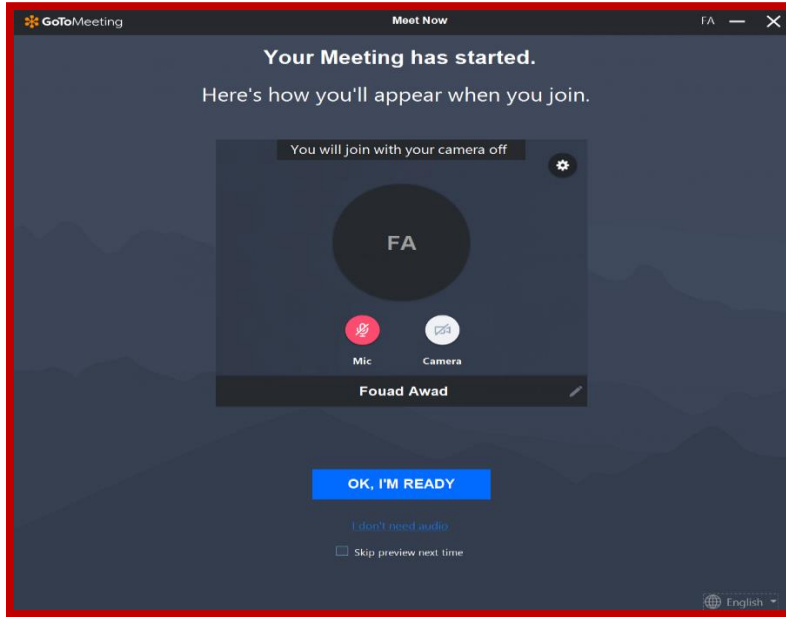 GoToMeeting Meet Now FA
Your Meeting has started.
Here's how you'll appear when you join.
You will join with your camera off
FA
Mic Camera
Fouad Awad
OK, I'M READY
I don't need audio
Skip preview next time
English